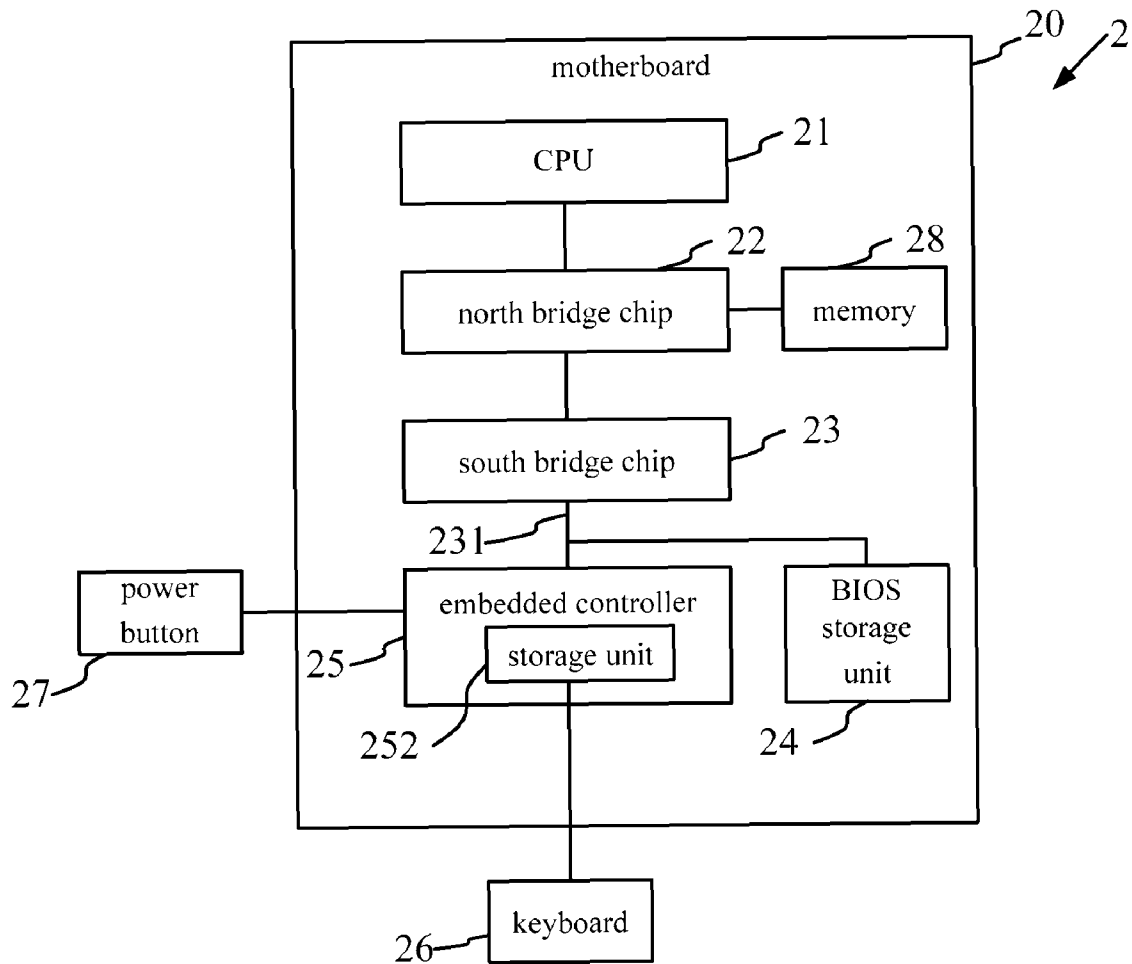 20
2
motherboard
21
CPU
22
28
north bridge chip
memory
23
south bridge chip
231
power
button
embedded controller
BIOS
storage
unit
storage unit
25
27
252
24
keyboard
26